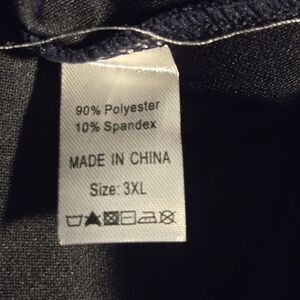 90% Polyester
10% Spandex
MADE IN CHINA
Size: 3XL